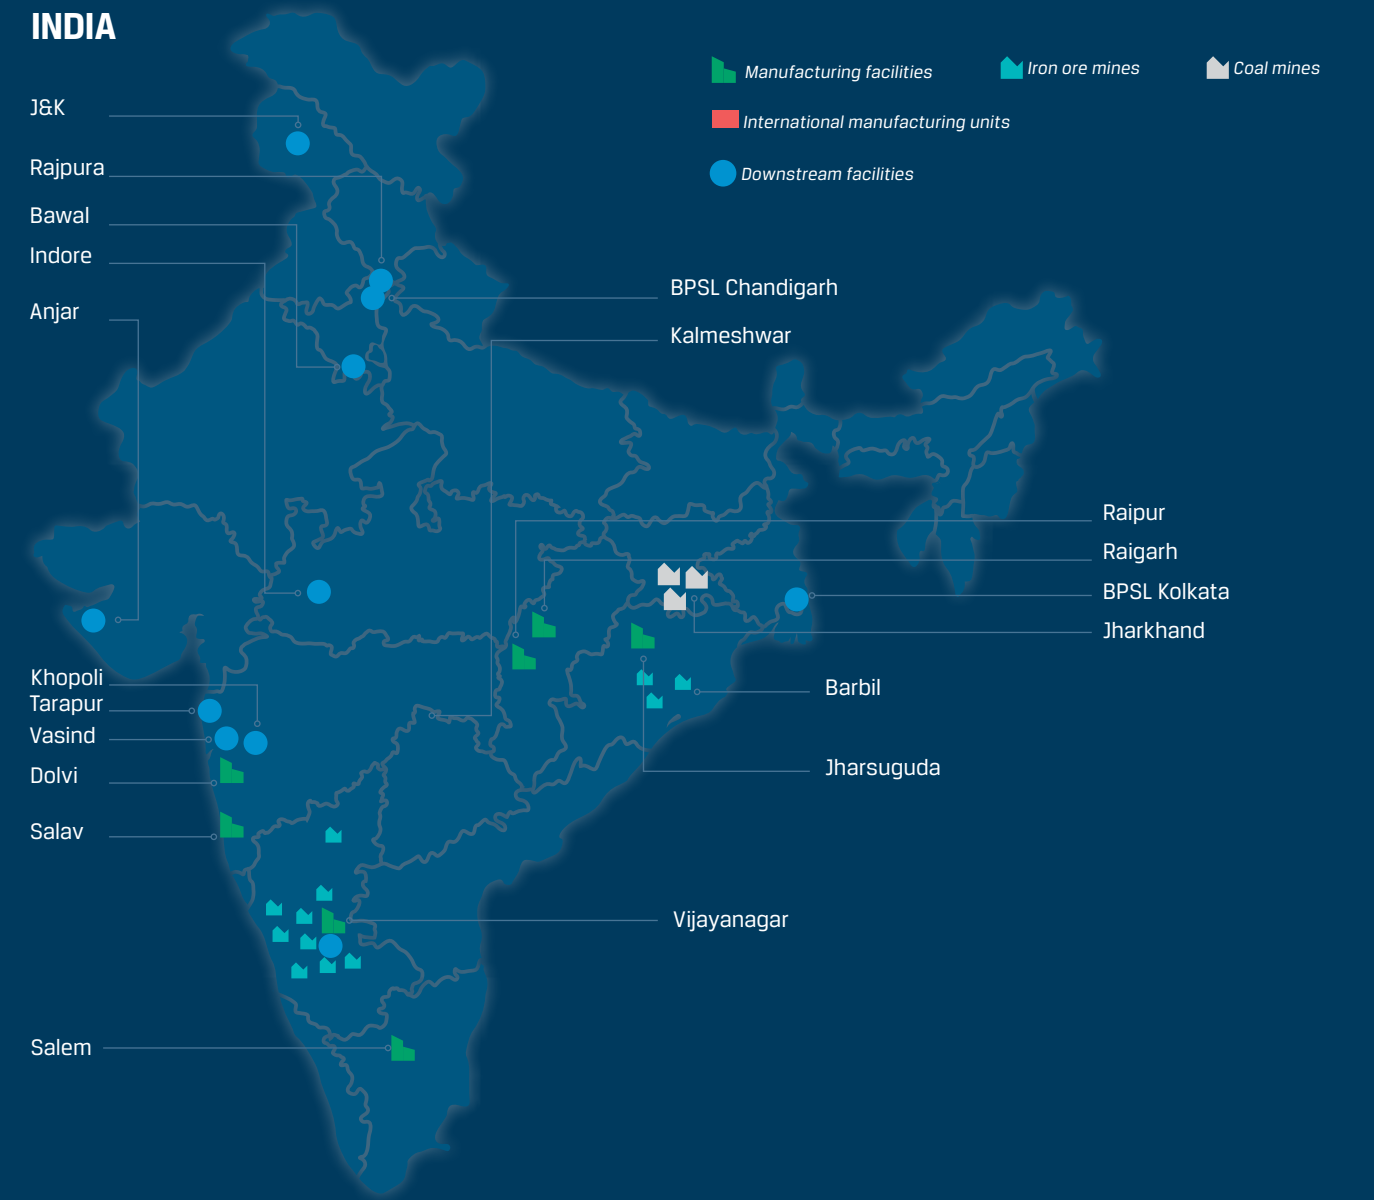 INDIA
Manufacturing facilities
Iron ore mines
Coal mines
International manufacturing units
Downstream facilities
J&K
Rajpura
Bawal
Indore
Anjar
BPSL Chandigarh
Kalmeshwar
Raipur
Raigarh
BPSL Kolkata
Jharkhand
Khopoli
Tarapur
Vasind
Dolvi
Salav
Barbil
Jharsuguda
Vijayanagar
Salem